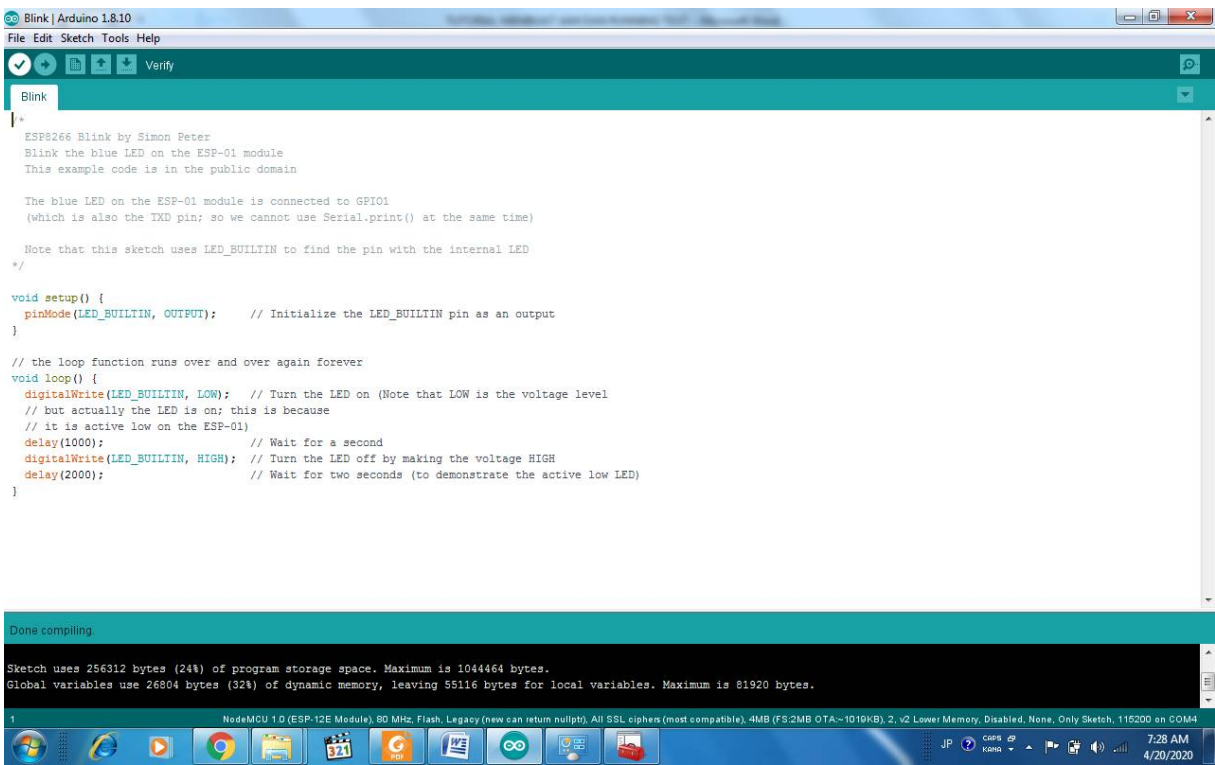 Blink | Arduino 1.8.10
File Edit Sketch Tools Help
Verify
Blink
/*
ESP8266 Blink by Simon Peter
Blink the blue LED on the ESP-01 module
This example code is in the public domain
The blue LED on the ESP-01 module is connected to GPIO1
(which is also the TXD pin; so we cannot use Serial.print() at the same time)
Note that this sketch uses LED_BUILTIN to find the pin with the internal LED
*/
void setup() {
pinMode(LED_BUILTIN, OUTPUT);     // Initialize the LED_BUILTIN pin as an output
}
// the loop function runs over and over again forever
void loop() {
digitalWrite(LED_BUILTIN, LOW);   // Turn the LED on (Note that LOW is the voltage level
// but actually the LED is on; this is because
// it is active low on the ESP-01)
delay(1000);                      // Wait for a second
digitalWrite(LED_BUILTIN, HIGH);  // Turn the LED off by making the voltage HIGH
delay(2000);                      // Wait for two seconds (to demonstrate the active low LED)
}
Done compiling.
Sketch uses 256312 bytes (24%) of program storage space. Maximum is 1044464 bytes.
Global variables use 26804 bytes (32%) of dynamic memory, leaving 55116 bytes for local variables. Maximum is 81920 bytes.
1 NodeMCU 1.0 (ESP-12E Module), 80 MHz, Flash, Legacy (new can return nullptr), All SSL ciphers (most compatible), 4MB (FS:2MB OTA:~1019KB), 2, v2 Lower Memory, Disabled, None, Only Sketch, 115200 on COM4
321
G
PDF
W
JP
CAPS
KANA
7:28 AM
4/20/2020